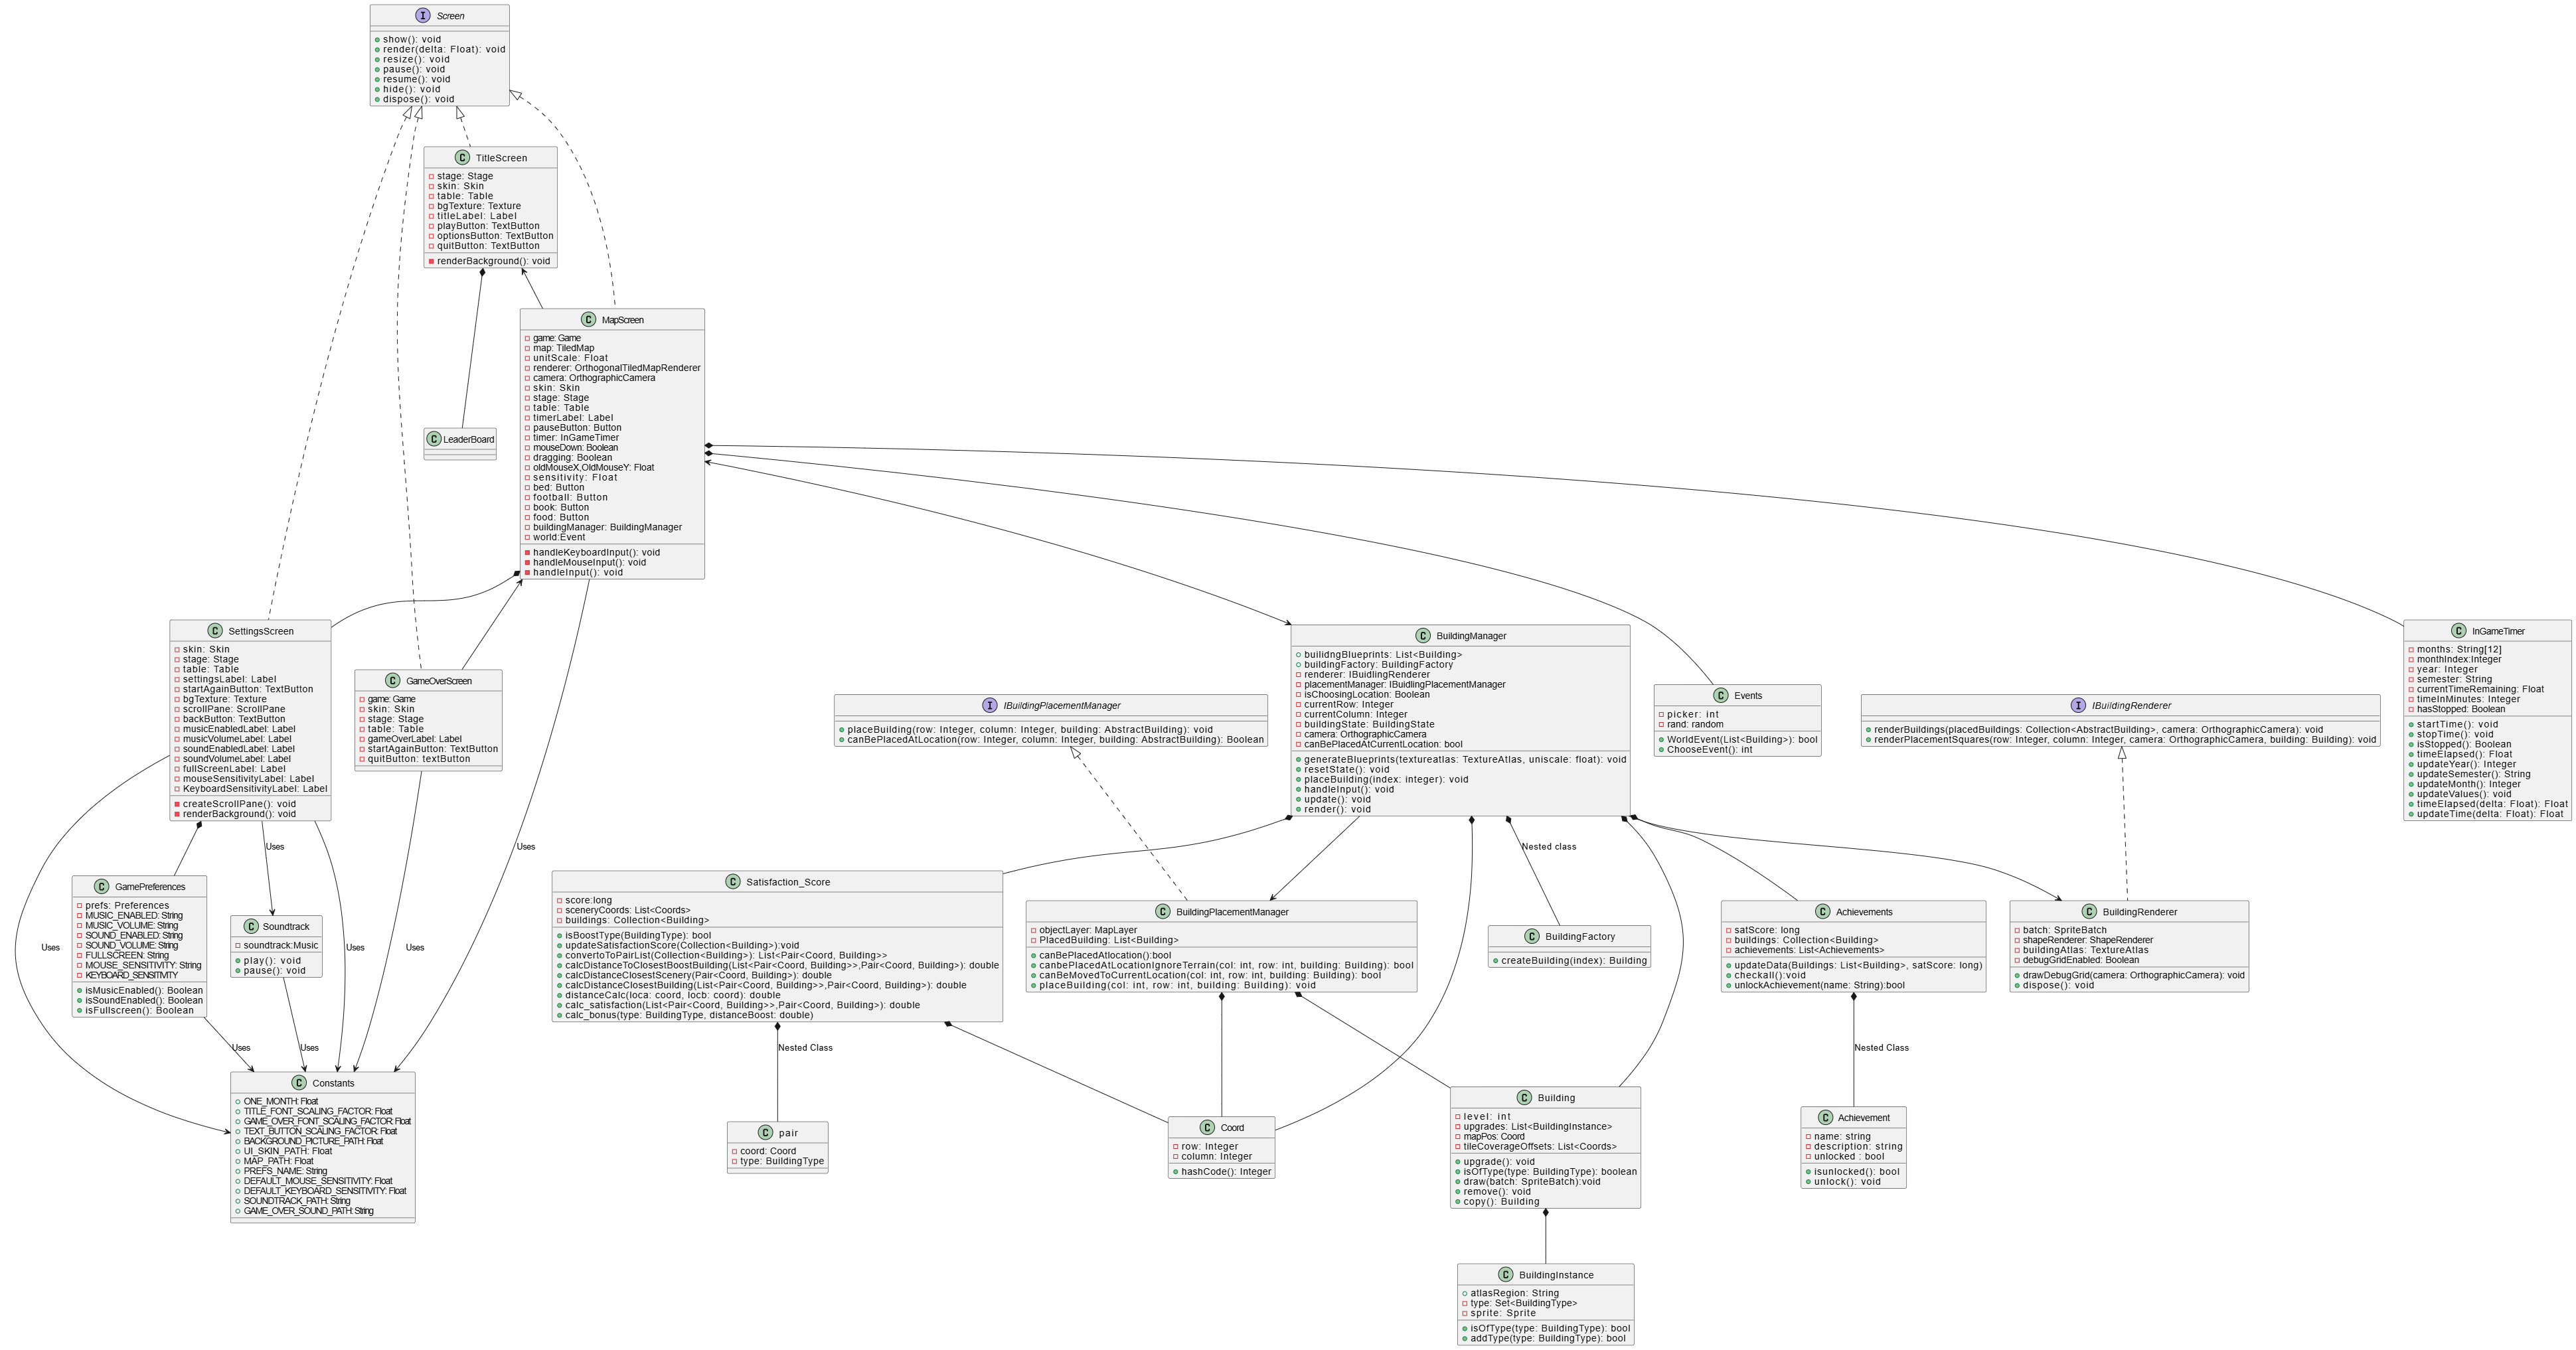 Screen
show(): void
render(delta: Float): void
resize(): void
pause(): void
resume(): void
hide(): void
dispose(): void
TitleScreen
stage: Stage
skin: Skin
table: Table
bgTexture: Texture
titleLabel: Label
playButton: TextButton
optionsButton: TextButton
quitButton: TextButton
renderBackground(): void
MapScreen
game: Game
map: TiledMap
unitScale: Float
renderer: OrthogonalTiledMapRenderer
camera: OrthographicCamera
skin: Skin
stage: Stage
table: Table
timerLabel: Label
pauseButton: Button
timer: InGameTimer
mouseDown: Boolean
dragging: Boolean
oldMouseX,OldMouseY: Float
sensitivity: Float
bed: Button
football: Button
book: Button
food: Button
buildingManager: BuildingManager
world:Event
handleKeyboardInput(): void
handleMouseInput(): void
handleInput(): void
LeaderBoard
SettingsScreen
skin: Skin
stage: Stage
table: Table
settingsLabel: Label
startAgainButton: TextButton
bgTexture: Texture
scrollPane: ScrollPane
backButton: TextButton
musicEnabledLabel: Label
musicVolumeLabel: Label
soundEnabledLabel: Label
soundVolumeLabel: Label
fullScreenLabel: Label
mouseSensitivityLabel: Label
KeyboardSensitivityLabel: Label
createScrollPane(): void
renderBackground(): void
GameOverScreen
game: Game
skin: Skin
stage: Stage
table: Table
gameOverLabel: Label
startAgainButton: TextButton
quitButton: textButton
IBuildingPlacementManager
placeBuilding(row: Integer, column: Integer, building: AbstractBuilding): void
canBePlacedAtLocation(row: Integer, column: Integer, building: AbstractBuilding): Boolean
BuildingManager
builidngBlueprints: List<Building>
buildingFactory: BuildingFactory
renderer: IBuidlingRenderer
placementManager: IBuidlingPlacementManager
isChoosingLocation: Boolean
currentRow: Integer
currentColumn: Integer
buildingState: BuildingState
camera: OrthographicCamera
canBePlacedAtCurrentLocation: bool
generateBlueprints(textureatlas: TextureAtlas, uniscale: float): void
resetState(): void
placeBuilding(index: integer): void
handleInput(): void
update(): void
render(): void
Events
picker: int
rand: random
WorldEvent(List<Building>): bool
ChooseEvent(): int
IBuildingRenderer
renderBuildings(placedBuildings: Collection<AbstractBuilding>, camera: OrthographicCamera): void
renderPlacementSquares(row: Integer, column: Integer, camera: OrthographicCamera, building: Building): void
InGameTimer
months: String[12]
monthIndex:Integer
year: Integer
semester: String
currentTimeRemaining: Float
timeInMinutes: Integer
hasStopped: Boolean
startTime(): void
stopTime(): void
isStopped(): Boolean
timeElapsed(): Float
updateYear(): Integer
updateSemester(): String
updateMonth(): Integer
updateValues(): void
timeElapsed(delta: Float): Float
updateTime(delta: Float): Float
Uses
Uses
Nested class
GamePreferences
prefs: Preferences
MUSIC_ENABLED: String
MUSIC_VOLUME: String
SOUND_ENABLED: String
SOUND_VOLUME: String
FULLSCREEN: String
MOUSE_SENSITIVITY: String
KEYBOARD_SENSITIVITY
isMusicEnabled(): Boolean
isSoundEnabled(): Boolean
isFullscreen(): Boolean
Soundtrack
soundtrack:Music
play(): void
pause(): void
Satisfaction_Score
score:long
sceneryCoords: List<Coords>
buildings: Collection<Building>
isBoostType(BuildingType): bool
updateSatisfactionScore(Collection<Building>):void
convertoToPairList(Collection<Building>): List<Pair<Coord, Building>>
calcDistanceToClosestBoostBuilding(List<Pair<Coord, Building>>,Pair<Coord, Building>): double
calcDistanceClosestScenery(Pair<Coord, Building>): double
calcDistanceClosestBuilding(List<Pair<Coord, Building>>,Pair<Coord, Building>): double
distanceCalc(loca: coord, locb: coord): double
calc_satisfaction(List<Pair<Coord, Building>>,Pair<Coord, Building>): double
calc_bonus(type: BuildingType, distanceBoost: double)
BuildingPlacementManager
objectLayer: MapLayer
PlacedBuilding: List<Building>
canBePlacedAtlocation():bool
canbePlacedAtLocationIgnoreTerrain(col: int, row: int, building: Building): bool
canBeMovedToCurrentLocation(col: int, row: int, building: Building): bool
placeBuilding(col: int, row: int, building: Building): void
BuildingFactory
createBuilding(index): Building
Achievements
satScore: long
buildings: Collection<Building>
achievements: List<Achievements>
updateData(Buildings: List<Building>, satScore: long)
checkall():void
unlockAchievement(name: String):bool
BuildingRenderer
batch: SpriteBatch
shapeRenderer: ShapeRenderer
buildingAtlas: TextureAtlas
debugGridEnabled: Boolean
drawDebugGrid(camera: OrthographicCamera): void
dispose(): void
Uses
Uses
Uses
Uses
Uses
Nested Class
Nested Class
Constants
ONE_MONTH: Float
TITLE_FONT_SCALING_FACTOR: Float
GAME_OVER_FONT_SCALING_FACTOR: Float
TEXT_BUTTON_SCALING_FACTOR: Float
BACKGROUND_PICTURE_PATH: Float
UI_SKIN_PATH: Float
MAP_PATH: Float
PREFS_NAME: String
DEFAULT_MOUSE_SENSITIVITY: Float
DEFAULT_KEYBOARD_SENSITIVITY: Float
SOUNDTRACK_PATH: String
GAME_OVER_SOUND_PATH: String
pair
coord: Coord
type: BuildingType
Coord
row: Integer
column: Integer
hashCode(): Integer
Building
level: int
upgrades: List<BuildingInstance>
mapPos: Coord
tileCoverageOffsets: List<Coords>
upgrade(): void
isOfType(type: BuildingType): boolean
draw(batch: SpriteBatch):void
remove(): void
copy(): Building
Achievement
name: string
description: string
unlocked : bool
isunlocked(): bool
unlock(): void
BuildingInstance
atlasRegion: String
type: Set<BuildingType>
sprite: Sprite
isOfType(type: BuildingType): bool
addType(type: BuildingType): bool